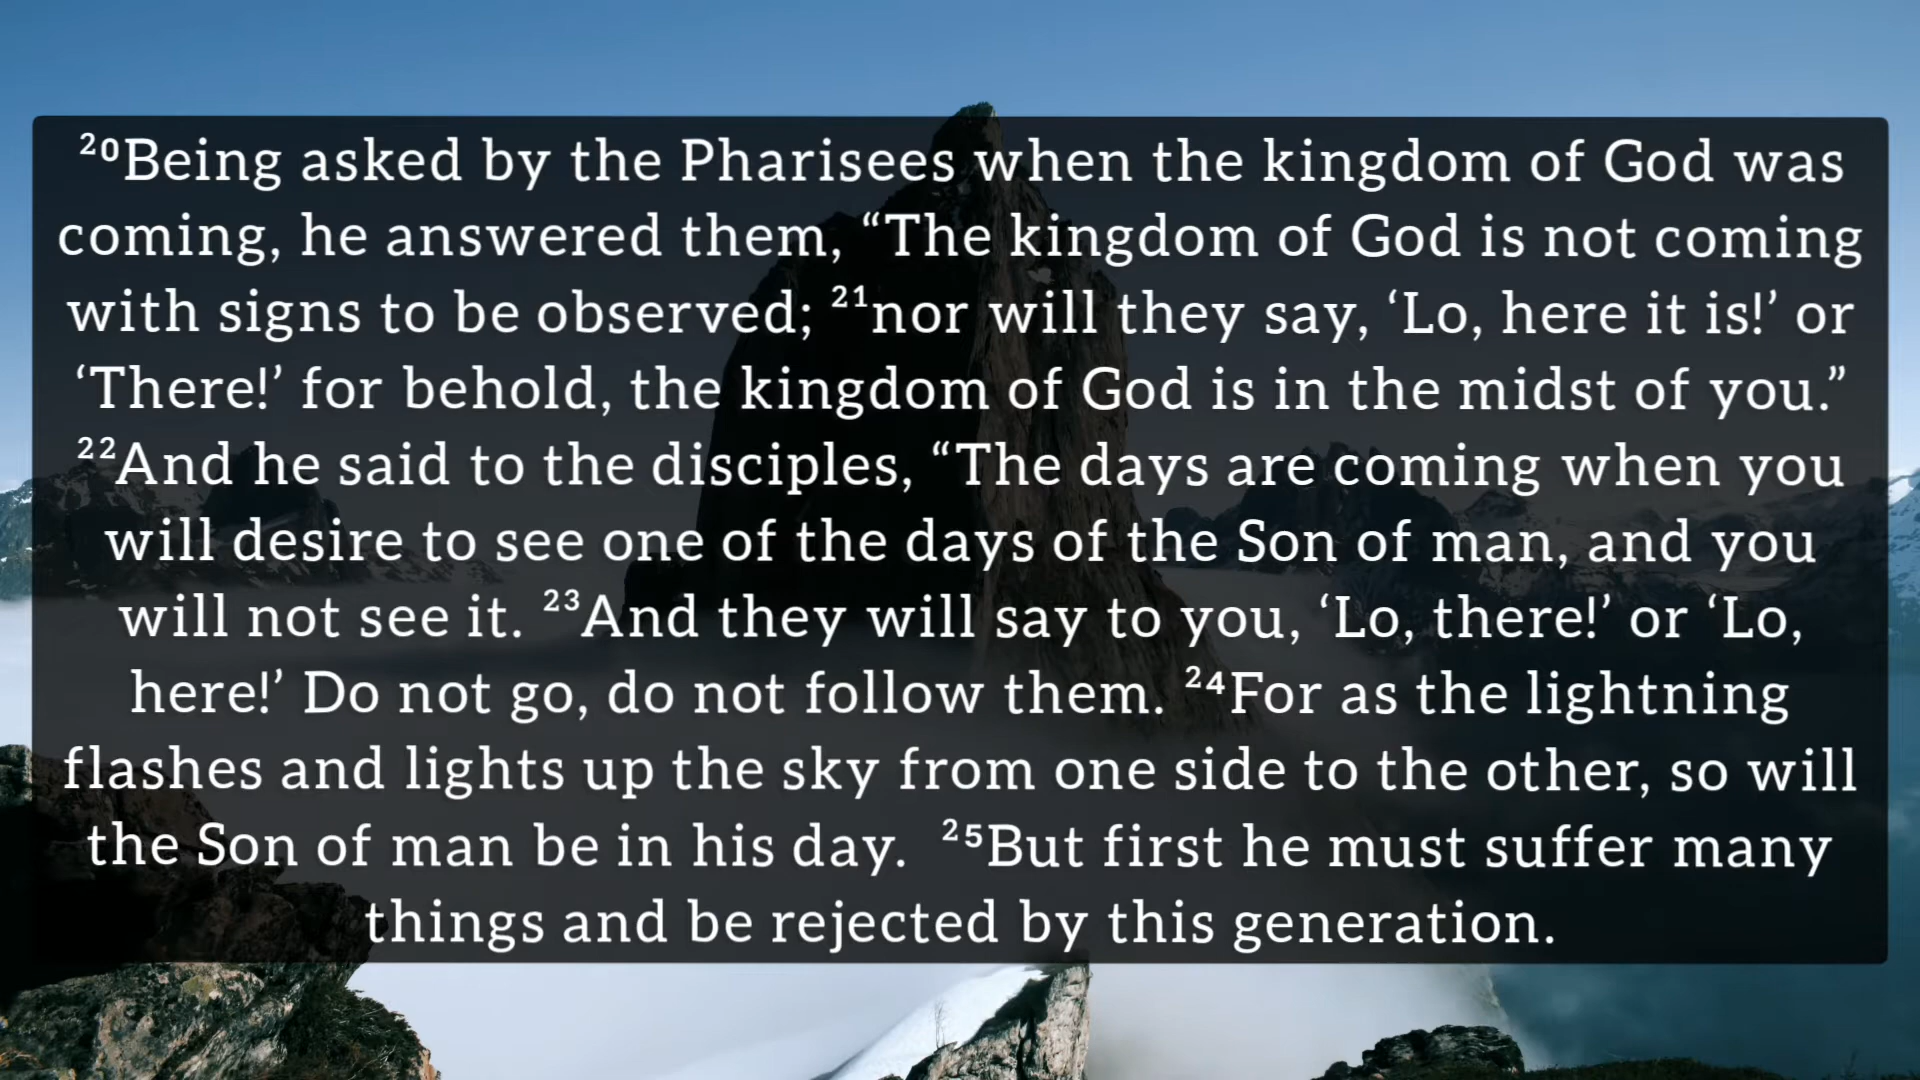 ²⁰Being asked by the Pharisees when the kingdom of God was
coming, he answered them, “The kingdom of God is not coming
with signs to be observed; ²¹nor will they say, ‘Lo, here it is!’ or
‘There!’ for behold, the kingdom of God is in the midst of you.”
²²And he said to the disciples, “The days are coming when you
will desire to see one of the days of the Son of man, and you
will not see it. ²³And they will say to you, ‘Lo, there!’ or ‘Lo,
here!’ Do not go, do not follow them. ²⁴For as the lightning
flashes and lights up the sky from one side to the other, so will
the Son of man be in his day.  ²⁵But first he must suffer many
things and be rejected by this generation.